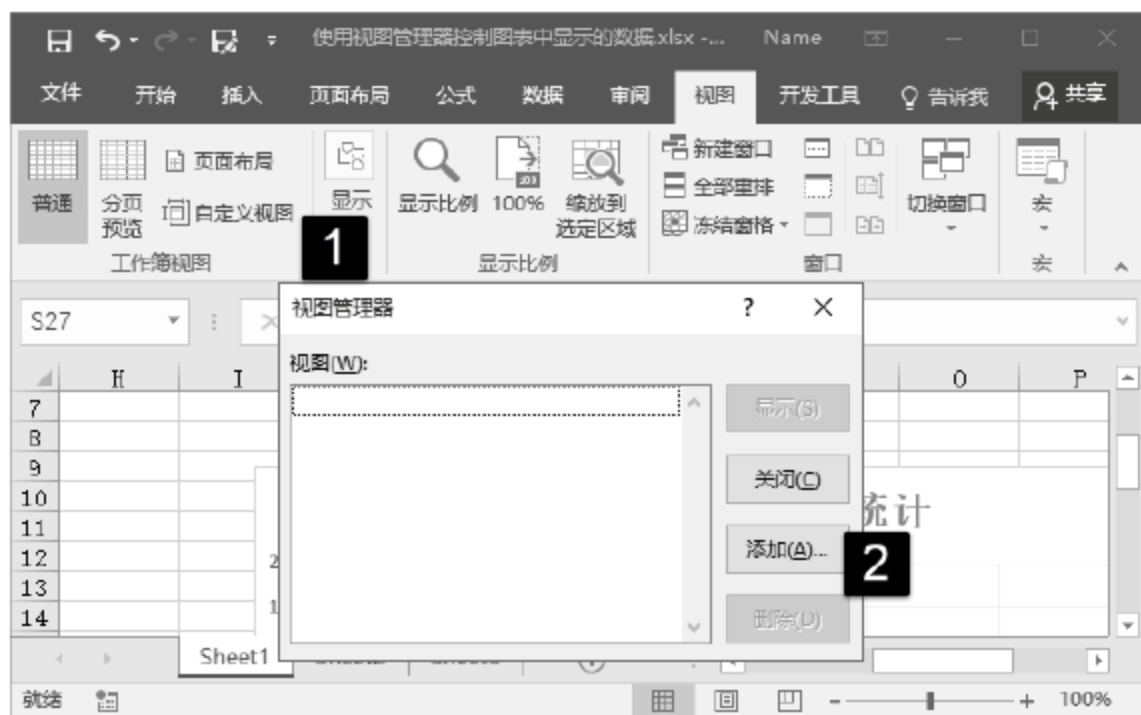 使用视图管理器控制图表中显示的数据.xlsx -... Name
文件 开始 插入 页面布局 公式 数据 审阅 视图 开发工具 告诉我 共享
普通 分页预览 页面布局 自定义视图 显示 显示比例 100% 缩放到选定区域 新建窗口 全部重排 冻结窗格 切换窗口 宏
1
工作簿视图 显示比例 窗口 宏
S27
视图管理器 ? ×
视图(W):
显示(S)
关闭(C)
添加(A)...
2
删除(D)
H I O P
7
8
9
10
统计
11
12 2
13
14 1
Sheet1
就绪 100%